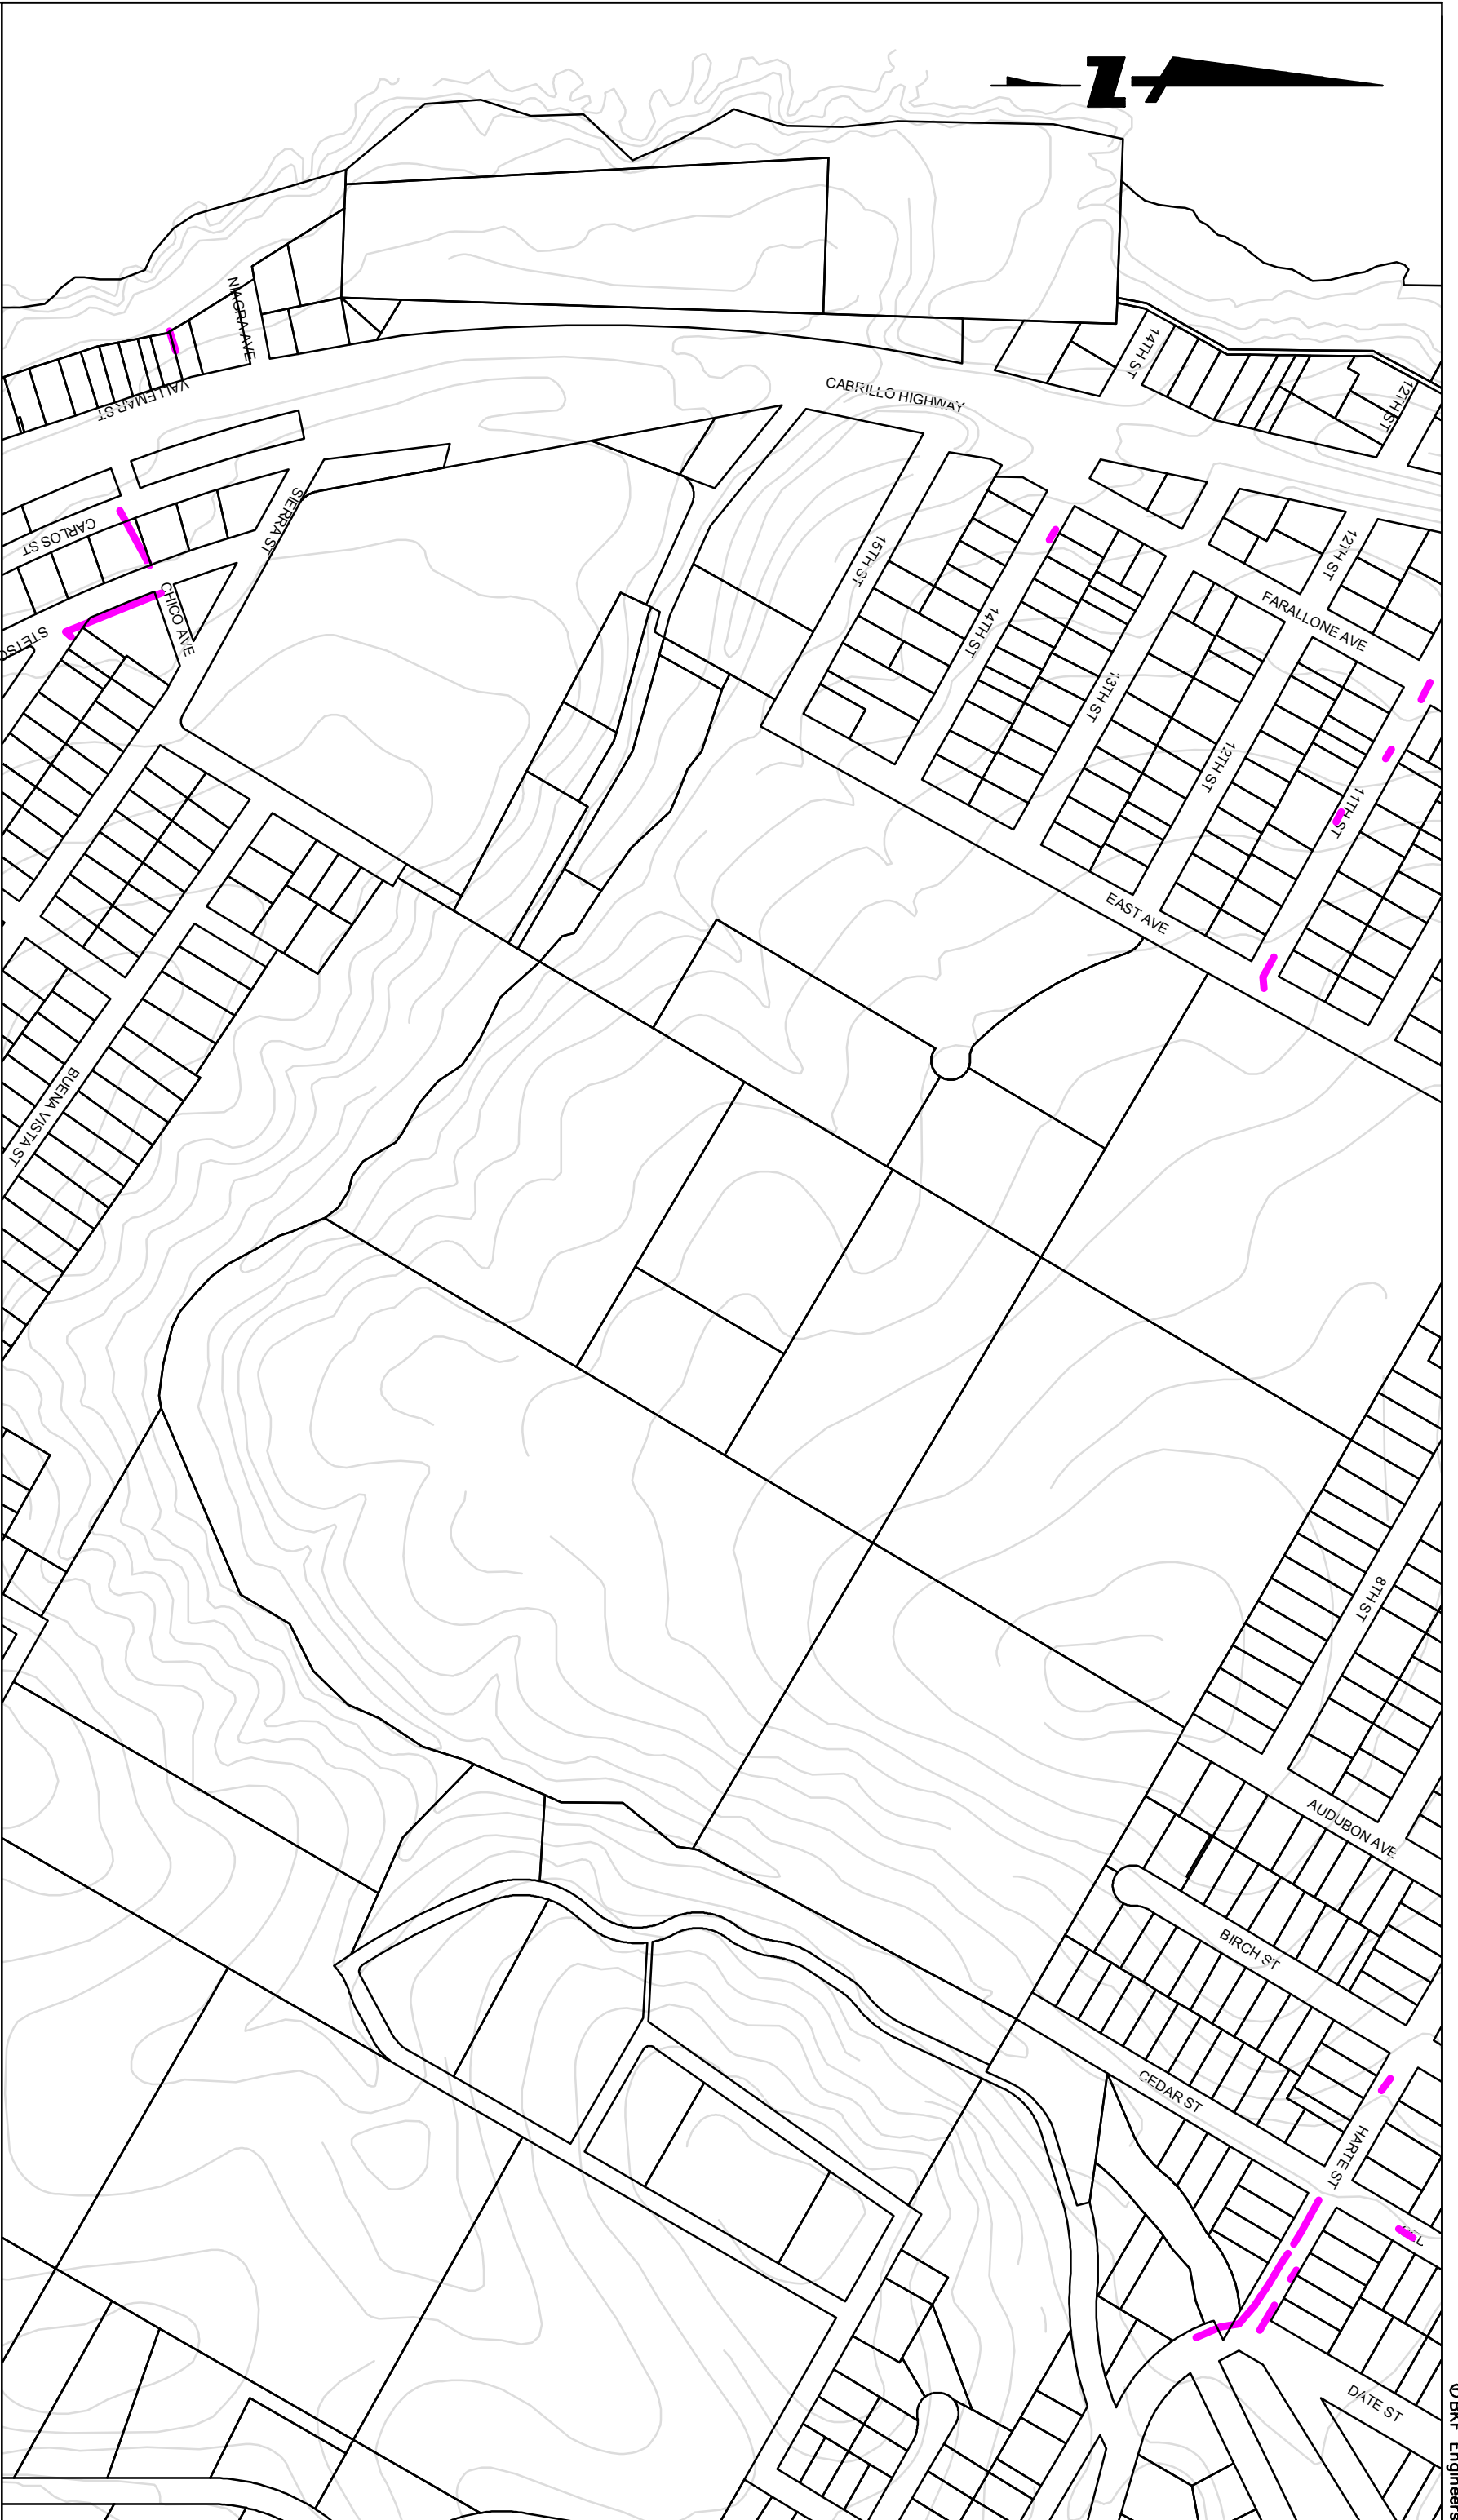 Z
NIAGRA AVE
VALLEMAR ST
CABRILLO HIGHWAY
14TH ST
12TH ST
CARLOS ST
SIERRA ST
CHICO AVE
15TH ST
14TH ST
13TH ST
12TH ST
FARALLONE AVE
12TH ST
11TH ST
EAST AVE
BUENA VISTA ST
8TH ST
AUDUBON AVE
BIRCH ST
CEDAR ST
HARTE ST
DATE ST
© BKF Engineers